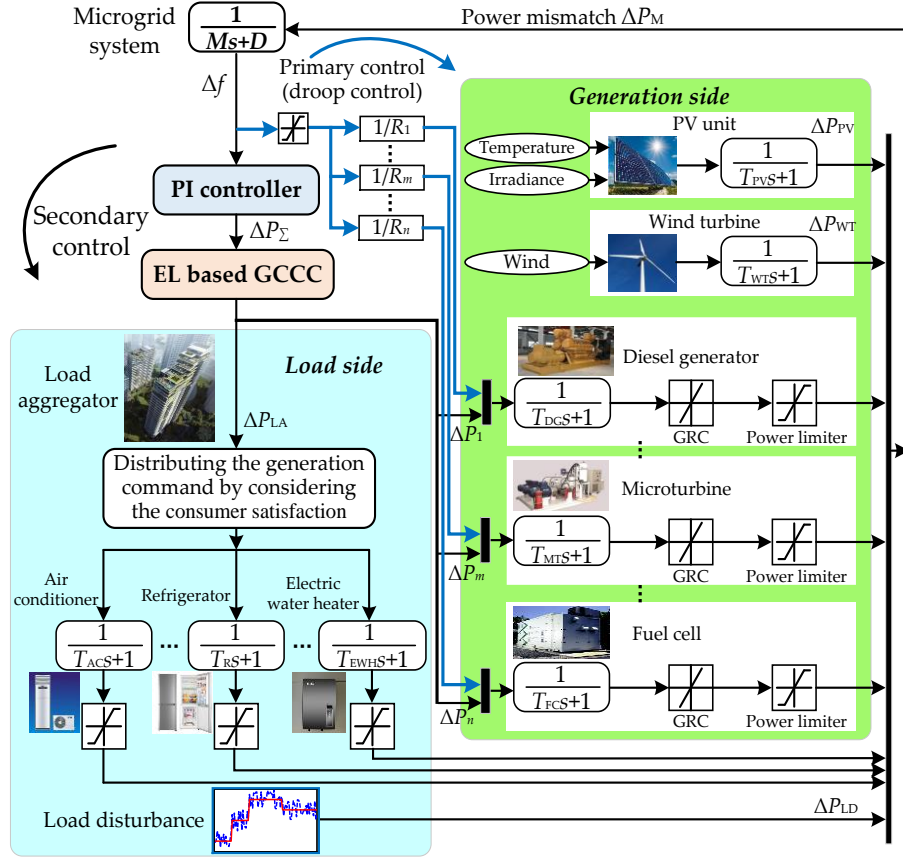 Microgrid
system
1
Ms+D
Power mismatch ΔPM
Δf
Primary control
(droop control)
1/R1
1/Rm
1/Rn
PI controller
Secondary
control
ΔP∑
EL based GCCC
Generation side
PV unit
ΔPPV
Temperature
Irradiance
1
TPVs+1
Wind turbine
ΔPWT
Wind
1
TWTs+1
Diesel generator
ΔP1
1
TDGs+1
GRC
Power limiter
Microturbine
ΔPm
1
TMTs+1
GRC
Power limiter
Fuel cell
ΔPn
1
TFCs+1
GRC
Power limiter
Load side
Load
aggregator
ΔPLA
Distributing the generation
command by considering
the consumer satisfaction
Air
conditioner
Refrigerator
Electric
water heater
1
TACs+1
...
1
TRs+1
...
1
TEWHs+1
Load disturbance
ΔPLD